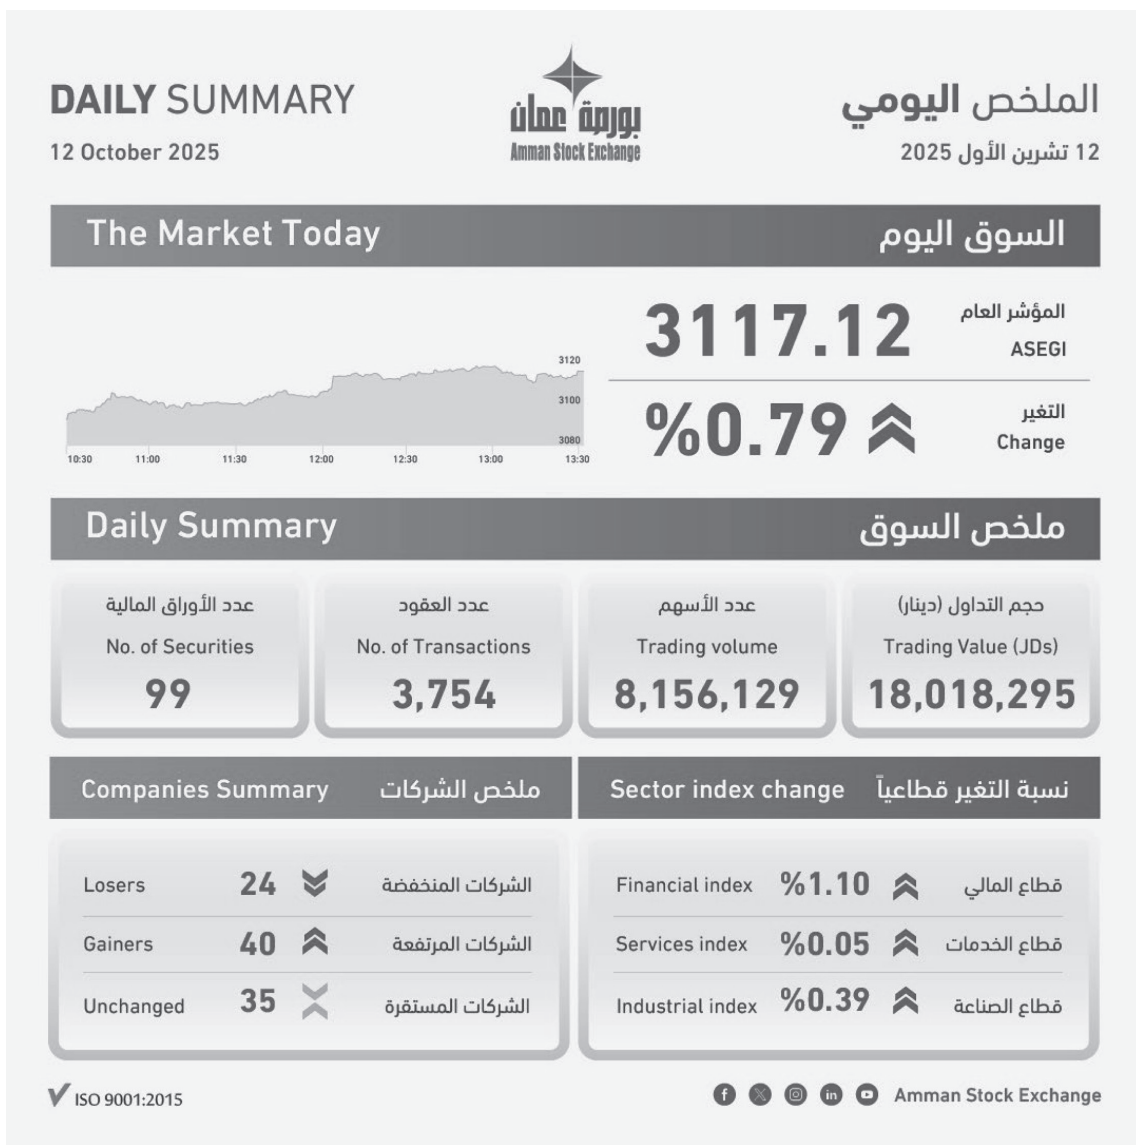 DAILY SUMMARY
12 October 2025
بورصة عمان
Amman Stock Exchange
الملخص اليومي
12 تشرين الأول 2025
The Market Today
السوق اليوم
3120
3100
3080
10:30 11:00 11:30 12:00 12:30 13:00 13:30
3117.12
المؤشر العام
ASEGI
%0.79
التغير
Change
Daily Summary
ملخص السوق
عدد الأوراق المالية
No. of Securities
99
عدد العقود
No. of Transactions
3,754
عدد الأسهم
Trading volume
8,156,129
حجم التداول (دينار)
Trading Value (JDs)
18,018,295
Companies Summary ملخص الشركات
Losers 24 الشركات المنخفضة
Gainers 40 الشركات المرتفعة
Unchanged 35 الشركات المستقرة
Sector index change نسبة التغير قطاعياً
Financial index %1.10 قطاع المالي
Services index %0.05 قطاع الخدمات
Industrial index %0.39 قطاع الصناعة
ISO 9001:2015
Amman Stock Exchange